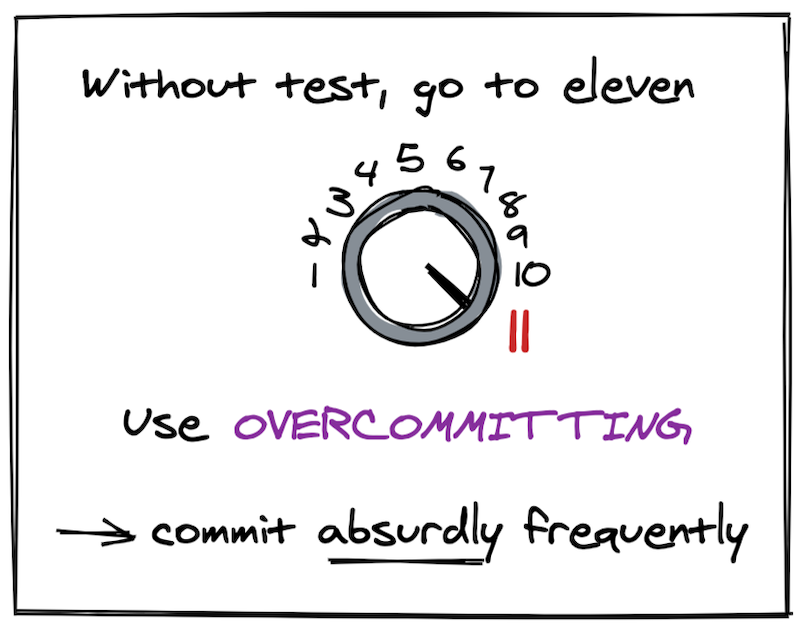 Without test, go to eleven
5
4 6
3 7
2 8
9
1 10
11
Use OVERCOMMITTING
→ commit absurdly frequently